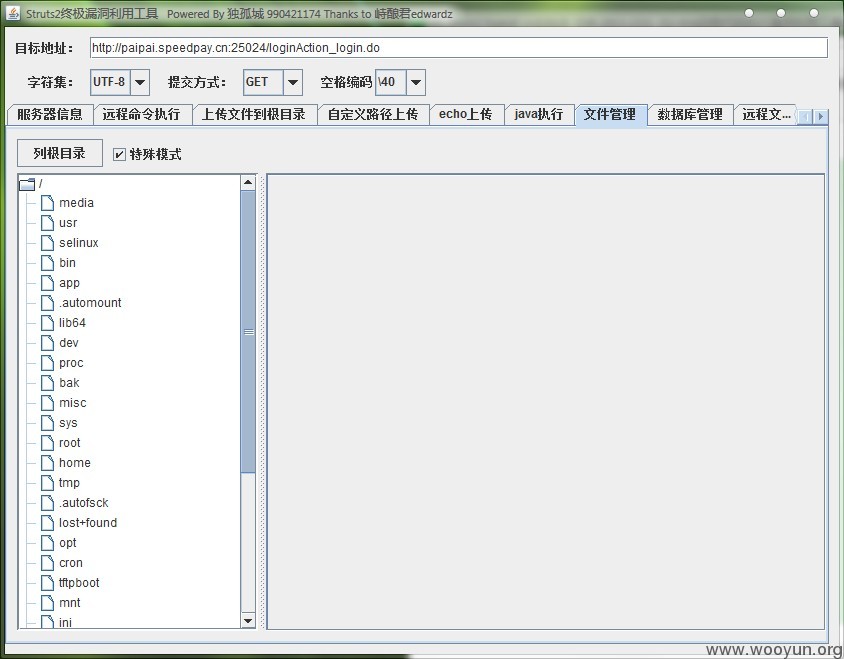 Struts2终极漏洞利用工具 Powered By 独孤城 990421174 Thanks to 峙酿君edwardz
目标地址： http://paipai.speedpay.cn:25024/loginAction_login.do
字符集： UTF-8 提交方式： GET 空格编码 \40
服务器信息 远程命令执行 上传文件到根目录 自定义路径上传 echo上传 java执行 文件管理 数据库管理 远程文...
列根目录 特殊模式
/
media
usr
selinux
bin
app
.automount
lib64
dev
proc
bak
misc
sys
root
home
tmp
.autofsck
lost+found
opt
cron
tftpboot
mnt
ini
www.wooyun.org